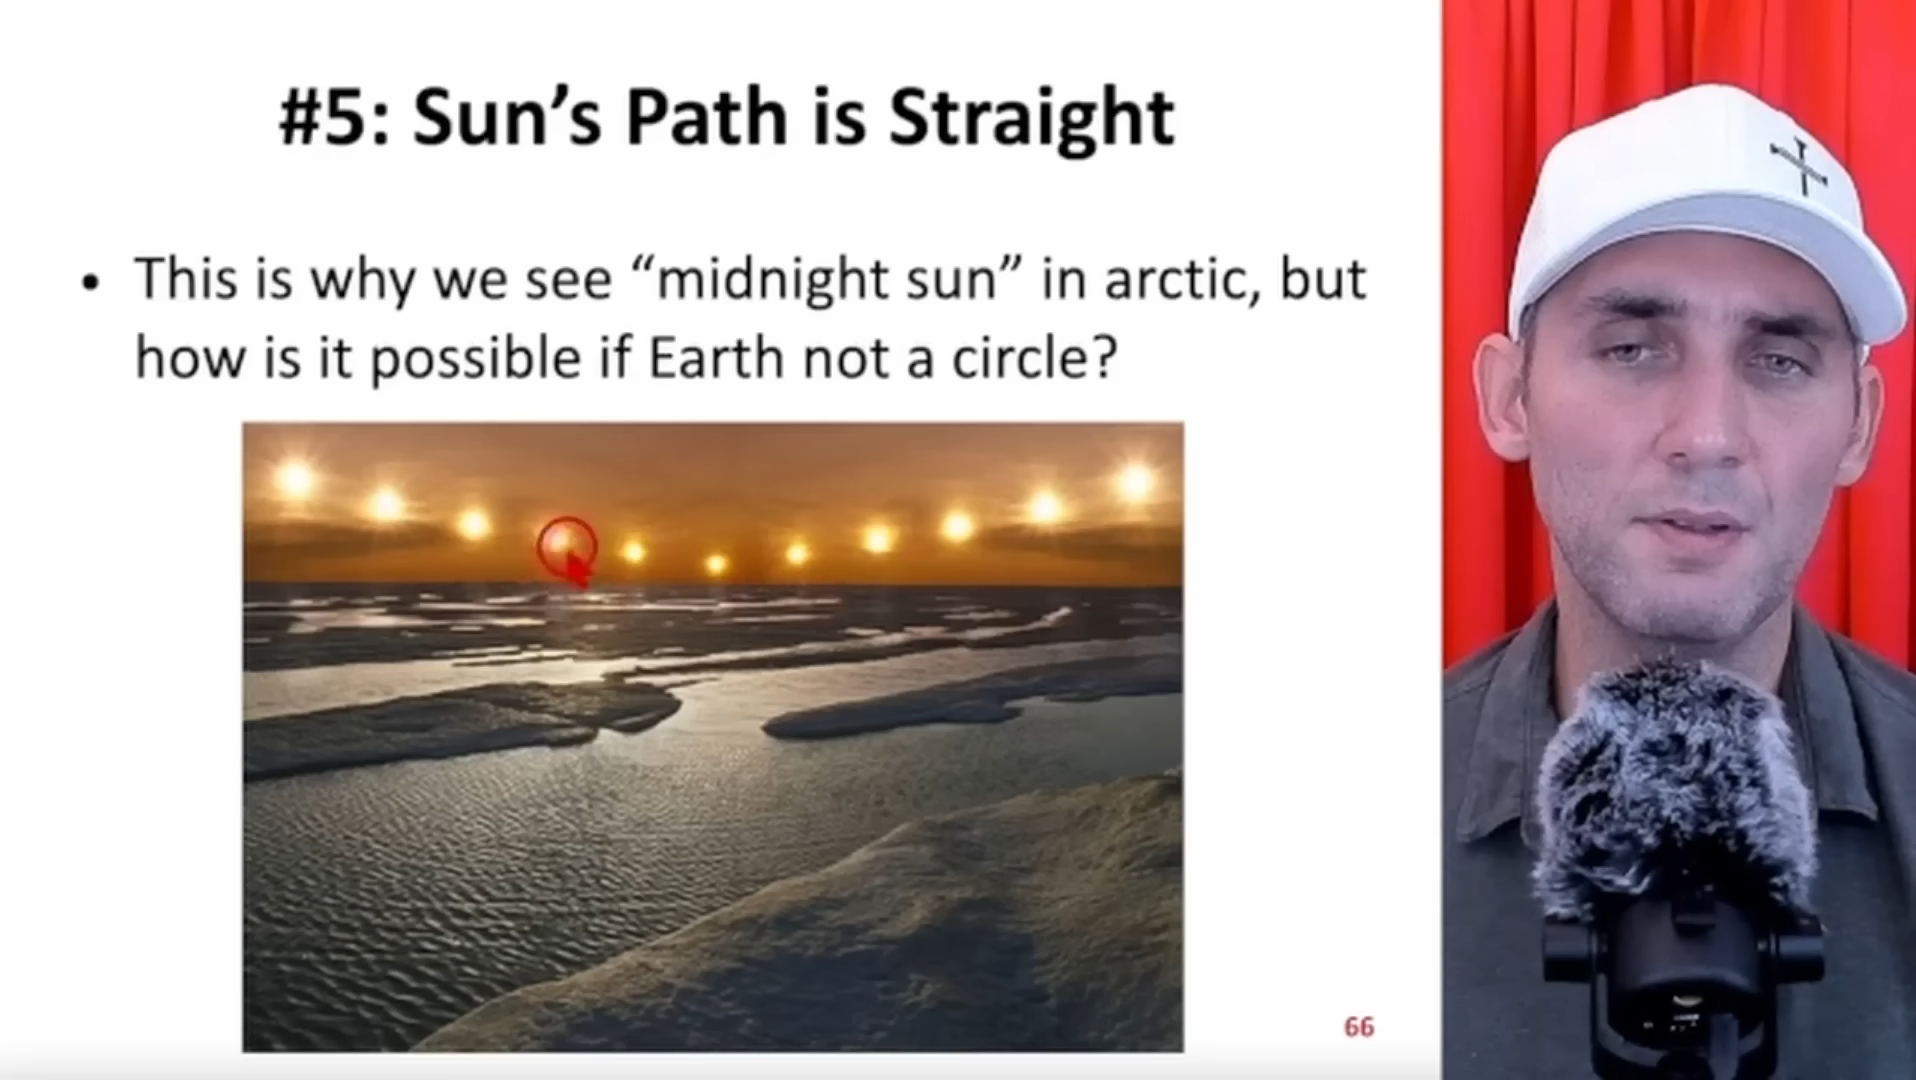 #5: Sun’s Path is Straight
• This is why we see “midnight sun” in arctic, but
how is it possible if Earth not a circle?
66